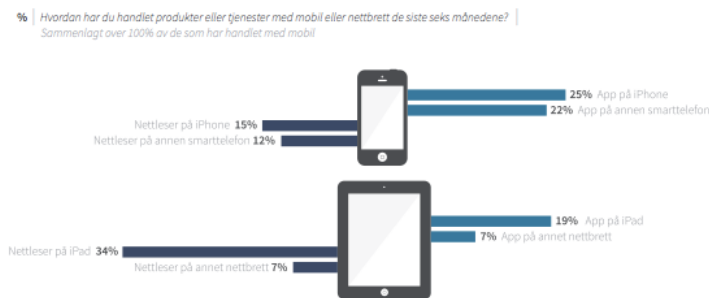 % Hvordan har du handlet produkter eller tjenester med mobil eller nettbrett de siste seks månedene?
Sammenlagt over 100% av de som har handlet med mobil
25% App på iPhone
22% App på annen smarttelefon
Nettleser på iPhone 15%
Nettleser på annen smarttelefon 12%
19% App på iPad
7% App på annet nettbrett
Nettleser på iPad 34%
Nettleser på annet nettbrett 7%